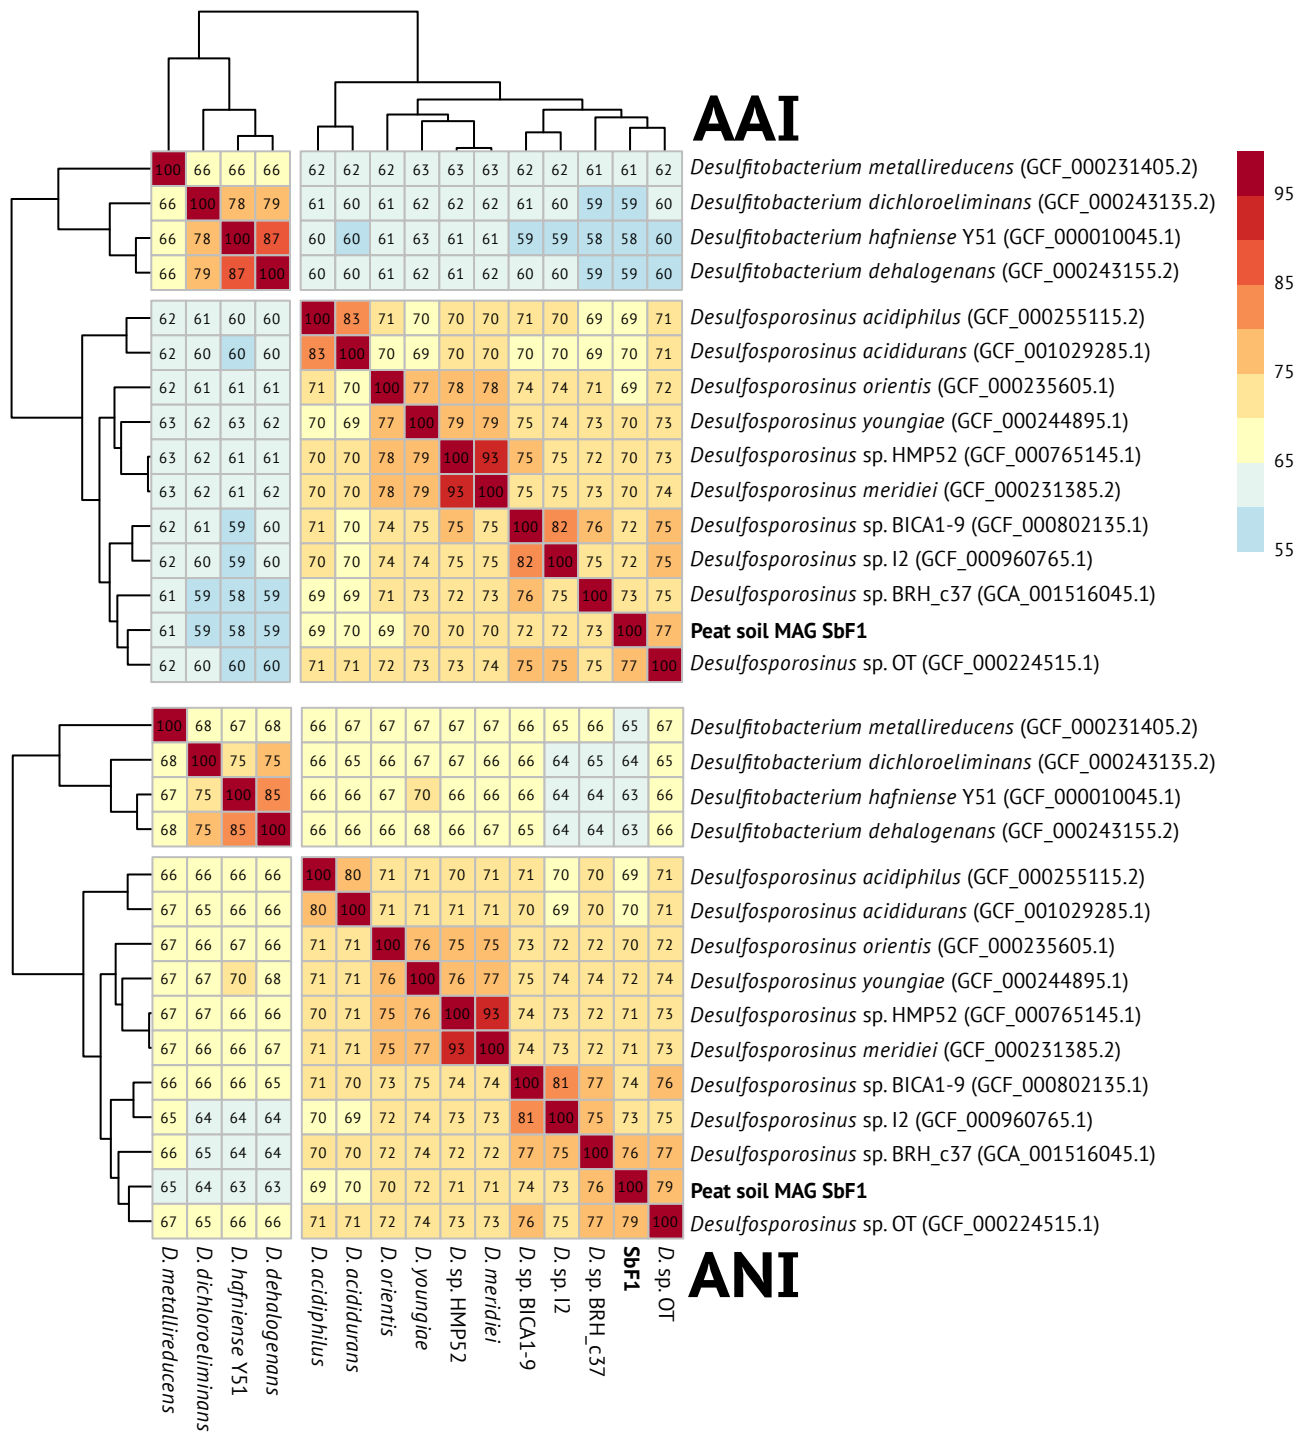 AAI
100 66 66 66 62 62 62 63 63 63 62 62 61 61 62 Desulfitobacterium metallireducens (GCF_000231405.2)
66 100 78 79 61 60 61 62 62 62 61 60 59 59 60 Desulfitobacterium dichloroeliminans (GCF_000243135.2)
66 78 100 87 60 60 61 63 61 61 59 59 58 58 60 Desulfitobacterium hafniense Y51 (GCF_000010045.1)
66 79 87 100 60 60 61 62 61 62 60 60 59 59 60 Desulfitobacterium dehalogenans (GCF_000243155.2)
62 61 60 60 100 83 71 70 70 70 71 70 69 69 71 Desulfosporosinus acidiphilus (GCF_000255115.2)
62 60 60 60 83 100 70 69 70 70 70 70 69 70 71 Desulfosporosinus acididurans (GCF_001029285.1)
62 61 61 61 71 70 100 77 78 78 74 74 71 69 72 Desulfosporosinus orientis (GCF_000235605.1)
63 62 63 62 70 69 77 100 79 79 75 74 73 70 73 Desulfosporosinus youngiae (GCF_000244895.1)
63 62 61 61 70 70 78 79 100 93 75 75 72 70 73 Desulfosporosinus sp. HMP52 (GCF_000765145.1)
63 62 61 62 70 70 78 79 93 100 75 75 73 70 74 Desulfosporosinus meridiei (GCF_000231385.2)
62 61 59 60 71 70 74 75 75 75 100 82 76 72 75 Desulfosporosinus sp. BICA1-9 (GCF_000802135.1)
62 60 59 60 70 70 74 74 75 75 82 100 75 72 75 Desulfosporosinus sp. I2 (GCF_000960765.1)
61 59 58 59 69 69 71 73 72 73 76 75 100 73 75 Desulfosporosinus sp. BRH_c37 (GCA_001516045.1)
61 59 58 59 69 70 69 70 70 70 72 72 73 100 77 Peat soil MAG SbF1
62 60 60 60 71 71 72 73 73 74 75 75 75 77 100 Desulfosporosinus sp. OT (GCF_000224515.1)
95
85
75
65
55
100 68 67 68 66 67 67 67 67 67 66 65 66 65 67 Desulfitobacterium metallireducens (GCF_000231405.2)
68 100 75 75 66 65 66 67 67 66 66 64 65 64 65 Desulfitobacterium dichloroeliminans (GCF_000243135.2)
67 75 100 85 66 66 67 70 66 66 66 64 64 63 66 Desulfitobacterium hafniense Y51 (GCF_000010045.1)
68 75 85 100 66 66 66 68 66 67 65 64 64 63 66 Desulfitobacterium dehalogenans (GCF_000243155.2)
66 66 66 66 100 80 71 71 70 71 71 70 70 69 71 Desulfosporosinus acidiphilus (GCF_000255115.2)
67 65 66 66 80 100 71 71 71 71 70 69 70 70 71 Desulfosporosinus acididurans (GCF_001029285.1)
67 66 67 66 71 71 100 76 75 75 73 72 72 70 72 Desulfosporosinus orientis (GCF_000235605.1)
67 67 70 68 71 71 76 100 76 77 75 74 74 72 74 Desulfosporosinus youngiae (GCF_000244895.1)
67 67 66 66 70 71 75 76 100 93 74 73 72 71 73 Desulfosporosinus sp. HMP52 (GCF_000765145.1)
67 66 66 67 71 71 75 77 93 100 74 73 72 71 73 Desulfosporosinus meridiei (GCF_000231385.2)
66 66 66 65 71 70 73 75 74 74 100 81 77 74 76 Desulfosporosinus sp. BICA1-9 (GCF_000802135.1)
65 64 64 64 70 69 72 74 73 73 81 100 75 73 75 Desulfosporosinus sp. I2 (GCF_000960765.1)
66 65 64 64 70 70 72 74 72 72 77 75 100 76 77 Desulfosporosinus sp. BRH_c37 (GCA_001516045.1)
65 64 63 63 69 70 70 72 71 71 74 73 76 100 79 Peat soil MAG SbF1
67 65 66 66 71 71 72 74 73 73 76 75 77 79 100 Desulfosporosinus sp. OT (GCF_000224515.1)
D. metallireducens
D. dichloroeliminans
D. hafniense Y51
D. dehalogenans
D. acidiphilus
D. acididurans
D. orientis
D. youngiae
D. sp. HMP52
D. meridiei
D. sp. BICA1-9
D. sp. I2
D. sp. BRH_c37
SbF1
D. sp. OT
ANI